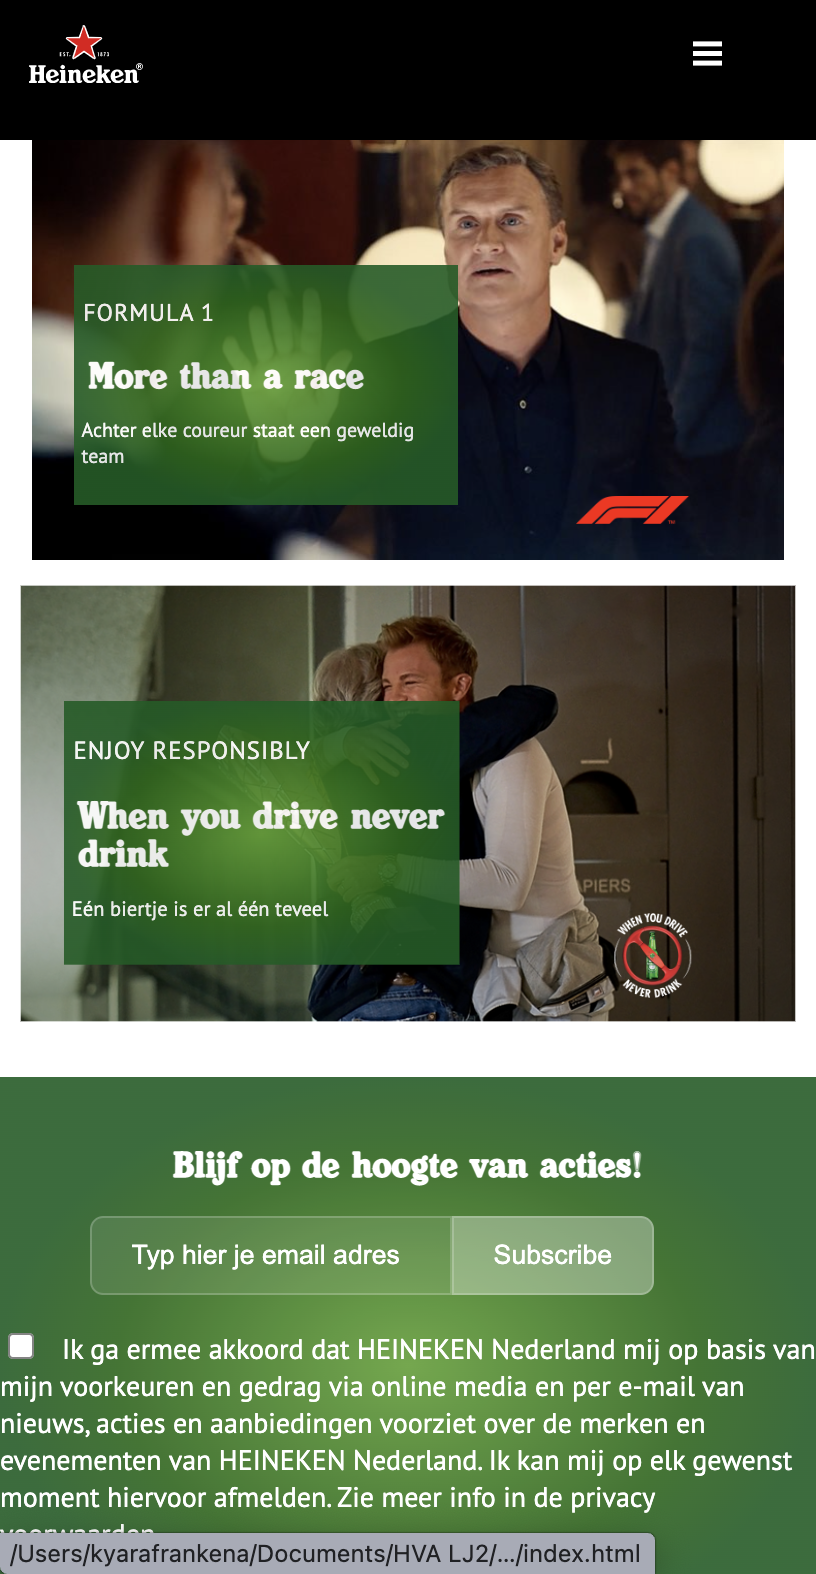 EST. 1873
Heineken®
FORMULA 1
More than a race
Achter elke coureur staat een geweldig
team
F1
ENJOY RESPONSIBLY
When you drive never
drink
Eén biertje is er al één teveel
PAPIERS
WHEN YOU DRIVE
NEVER DRINK
Blijf op de hoogte van acties!
Typ hier je email adres
Subscribe
Ik ga ermee akkoord dat HEINEKEN Nederland mij op basis van
mijn voorkeuren en gedrag via online media en per e-mail van
nieuws, acties en aanbiedingen voorziet over de merken en
evenementen van HEINEKEN Nederland. Ik kan mij op elk gewenst
moment hiervoor afmelden. Zie meer info in de privacy
voorwaarden
/Users/kyarafrankena/Documents/HVA LJ2/.../index.html